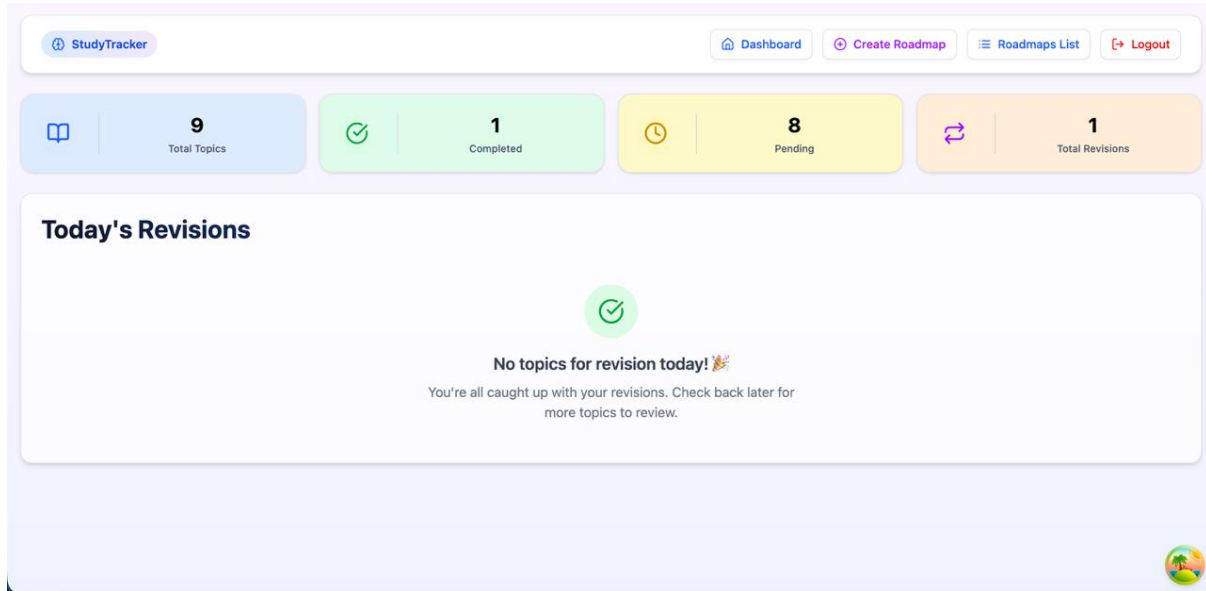 StudyTracker
Dashboard
Create Roadmap
Roadmaps List
Logout
9
Total Topics
1
Completed
8
Pending
1
Total Revisions
Today's Revisions
No topics for revision today! 🎉
You're all caught up with your revisions. Check back later for
more topics to review.